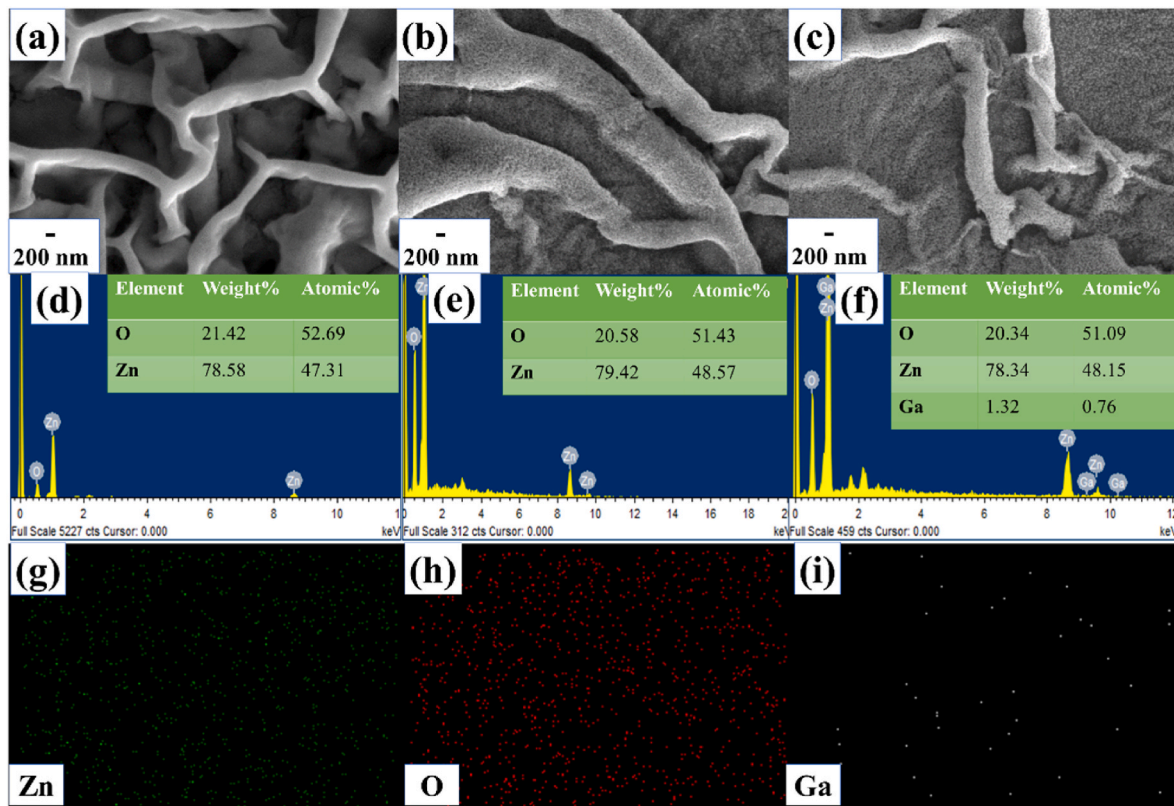 (a)
(b)
(c)
200 nm
200 nm
200 nm
(d)
Element Weight% Atomic%
O 21.42 52.69
Zn 78.58 47.31
O
Zn
Zn
0 2 4 6 8 10
Full Scale 5227 cts Cursor: 0.000 keV
(e)
Element Weight% Atomic%
O 20.58 51.43
Zn 79.42 48.57
O
Zn
Zn
Zn
0 2 4 6 8 10 12 14 16 18
Full Scale 312 cts Cursor: 0.000 keV
(f)
Element Weight% Atomic%
O 20.34 51.09
Zn 78.34 48.15
Ga 1.32 0.76
Ga
Zn
O
Zn
Zn
Ga
Ga
0 2 4 6 8 10 12
Full Scale 459 cts Cursor: 0.000 keV
(g)
(h)
(i)
Zn
O
Ga